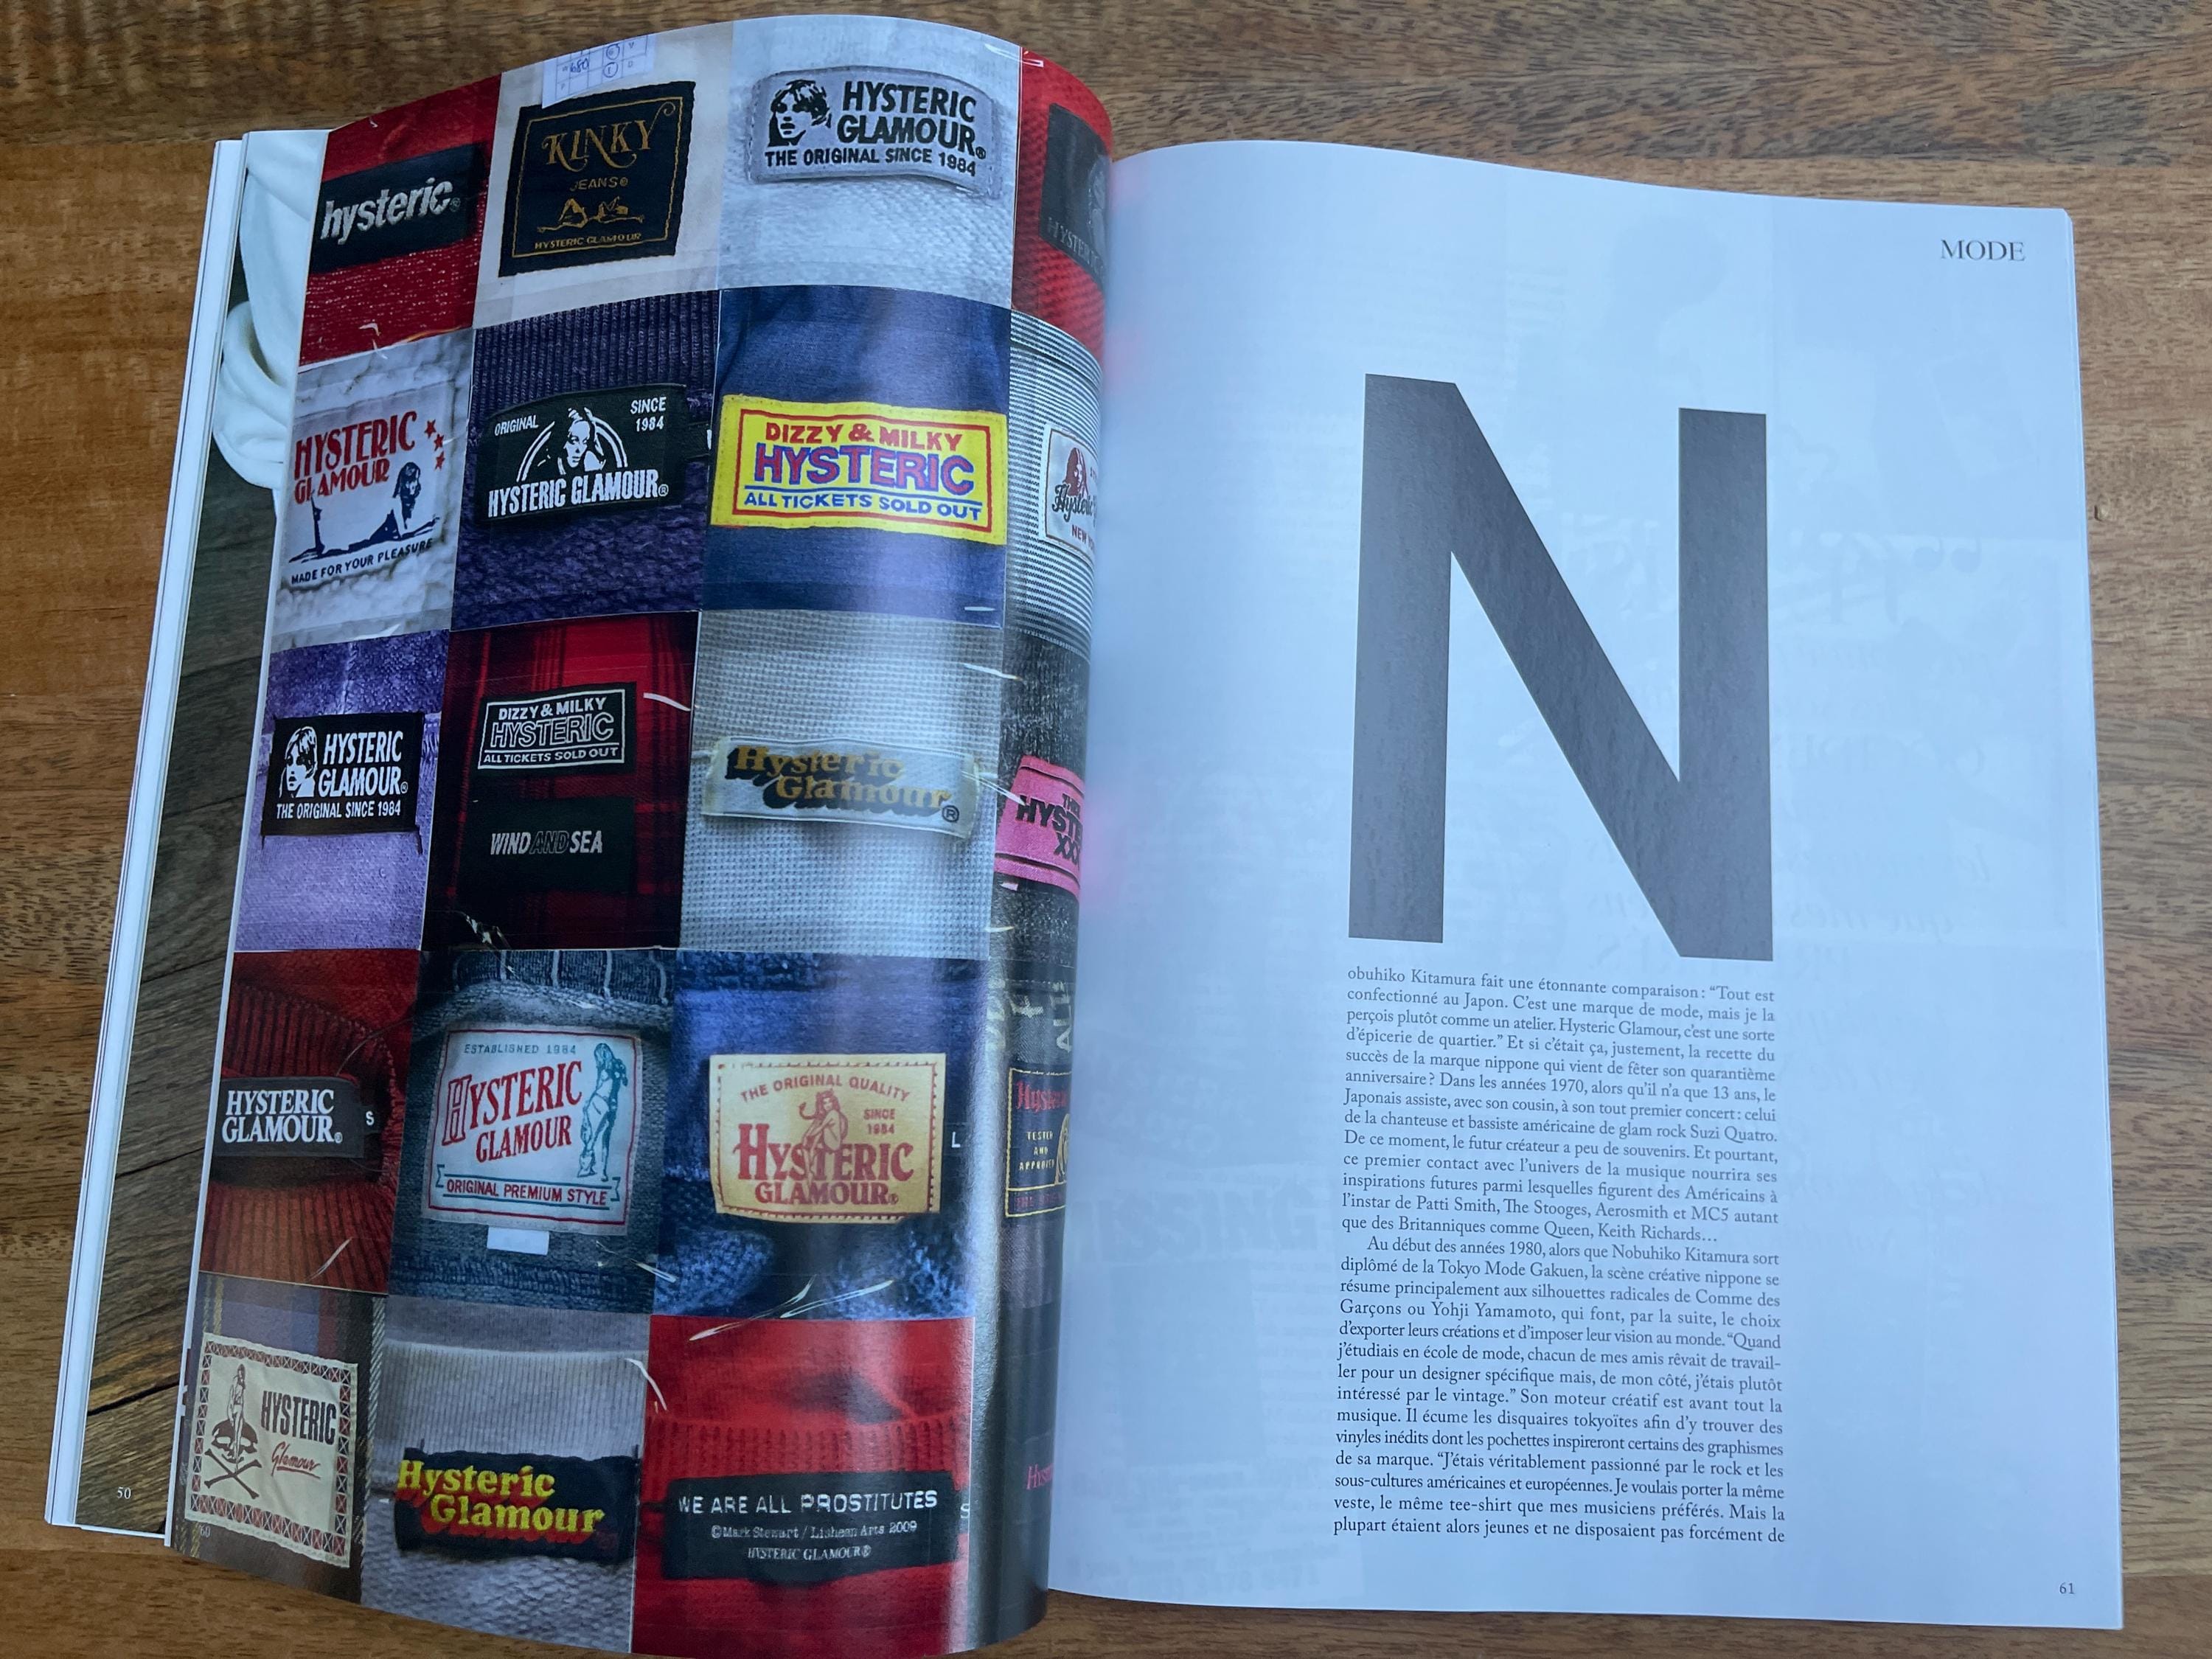 hysteric
KINKY
JEANS®
HYSTERIC GLAMOUR
HYSTERIC
GLAMOUR®
THE ORIGINAL SINCE 1984
HYSTERIC
GLAMOUR
MADE FOR YOUR PLEASURE
ORIGINAL
SINCE
1984
HYSTERIC GLAMOUR®
DIZZY & MILKY
HYSTERIC
ALL TICKETS SOLD OUT
NEW
HYSTERIC
GLAMOUR®
THE ORIGINAL SINCE 1984
DIZZY & MILKY
HYSTERIC
ALL TICKETS SOLD OUT
WIND AND SEA
Hysteric
Glamour®
XXX
HYSTERIC
GLAMOUR®
S
ESTABLISHED 1984
HYSTERIC
GLAMOUR
ORIGINAL PREMIUM STYLE
THE ORIGINAL QUALITY
SINCE
1984
HYSTERIC
GLAMOUR®
L
TESTED
AND
HYSTERIC
Glamour
Hysteric
Glamour
WE ARE ALL PROSTITUTES
©Mark Stewart / Lishean Arts 2009
HYSTERIC GLAMOUR®
50
60
MODE
N
obuhiko Kitamura fait une étonnante comparaison : “Tout est
confectionné au Japon. C’est une marque de mode, mais je la
perçois plutôt comme un atelier. Hysteric Glamour, c’est une sorte
d’épicerie de quartier.” Et si c’était ça, justement, la recette du
succès de la marque nippone qui vient de fêter son quarantième
anniversaire ? Dans les années 1970, alors qu’il n’a que 13 ans, le
Japonais assiste, avec son cousin, à son tout premier concert : celui
de la chanteuse et bassiste américaine de glam rock Suzi Quatro.
De ce moment, le futur créateur a peu de souvenirs. Et pourtant,
ce premier contact avec l’univers de la musique nourrira ses
inspirations futures parmi lesquelles figurent des Américains à
l’instar de Patti Smith, The Stooges, Aerosmith et MC5 autant
que des Britanniques comme Queen, Keith Richards…
Au début des années 1980, alors que Nobuhiko Kitamura sort
diplômé de la Tokyo Mode Gakuen, la scène créative nippone se
résume principalement aux silhouettes radicales de Comme des
Garçons ou Yohji Yamamoto, qui font, par la suite, le choix
d’exporter leurs créations et d’imposer leur vision au monde. “Quand
j’étudiais en école de mode, chacun de mes amis rêvait de travail-
ler pour un designer spécifique mais, de mon côté, j’étais plutôt
intéressé par le vintage.” Son moteur créatif est avant tout la
musique. Il écume les disquaires tokyoïtes afin d’y trouver des
vinyles inédits dont les pochettes inspireront certains des graphismes
de sa marque. “J’étais véritablement passionné par le rock et les
sous-cultures américaines et européennes. Je voulais porter la même
veste, le même tee-shirt que mes musiciens préférés. Mais la
plupart étaient alors jeunes et ne disposaient pas forcément de
61